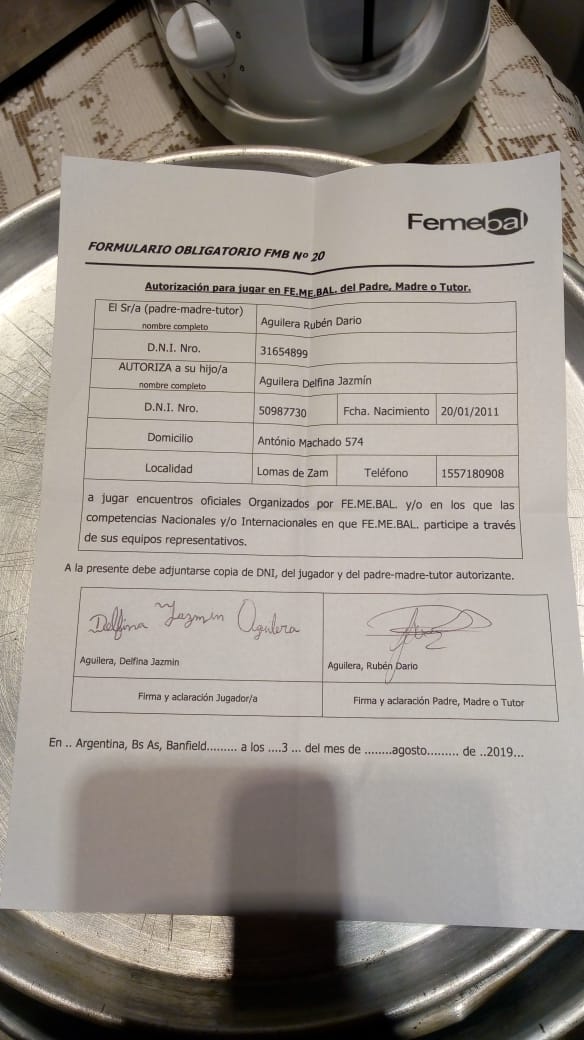 Femebal
FORMULARIO OBLIGATORIO FMB Nº 20
Autorización para jugar en FE.ME.BAL. del Padre, Madre o Tutor.
El Sr/a (padre-madre-tutor)
nombre completo
Aguilera Rubén Dario
D.N.I. Nro.
31654899
AUTORIZA a su hijo/a
nombre completo
Aguilera Delfina Jazmín
D.N.I. Nro.
50987730
Fcha. Nacimiento
20/01/2011
Domicilio
António Machado 574
Localidad
Lomas de Zam
Teléfono
1557180908
a jugar encuentros oficiales Organizados por FE.ME.BAL. y/o en los que las
competencias Nacionales y/o Internacionales en que FE.ME.BAL. participe a través
de sus equipos representativos.
A la presente debe adjuntarse copia de DNI, del jugador y del padre-madre-tutor autorizante.
Delfina Jazmin Aguilera
Aguilera, Delfina Jazmin
Aguilera, Rubén Dario
Firma y aclaración Jugador/a
Firma y aclaración Padre, Madre o Tutor
En .. Argentina, Bs As, Banfield......... a los ....3 ... del mes de ........agosto......... de ..2019...